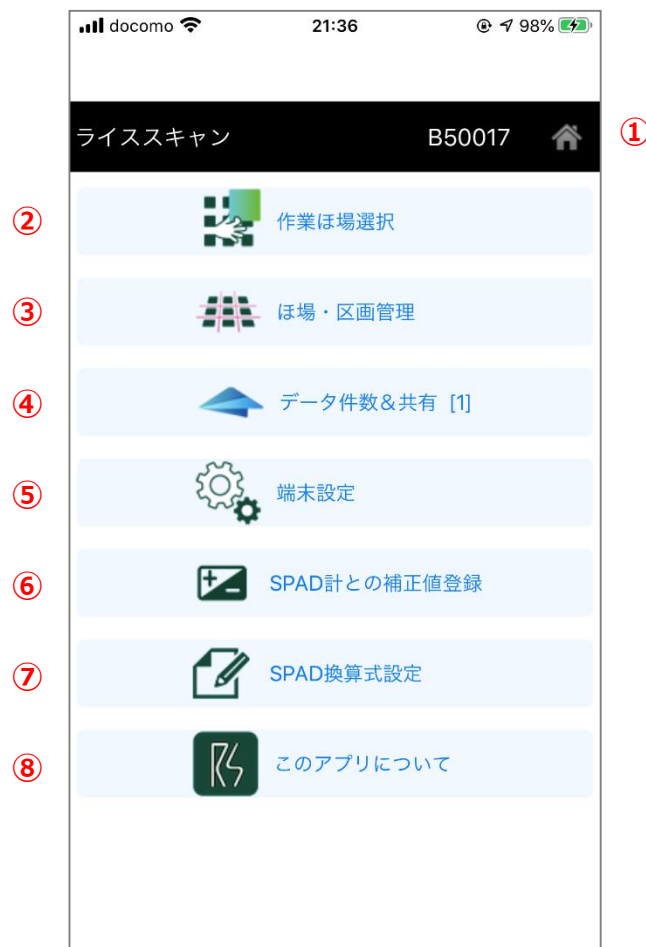 docomo 21:36 98%
ライススキャン B50017 ①
② 作業ほ場選択
③ ほ場・区画管理
④ データ件数&共有 [1]
⑤ 端末設定
⑥ SPAD計との補正値登録
⑦ SPAD換算式設定
⑧ RS このアプリについて